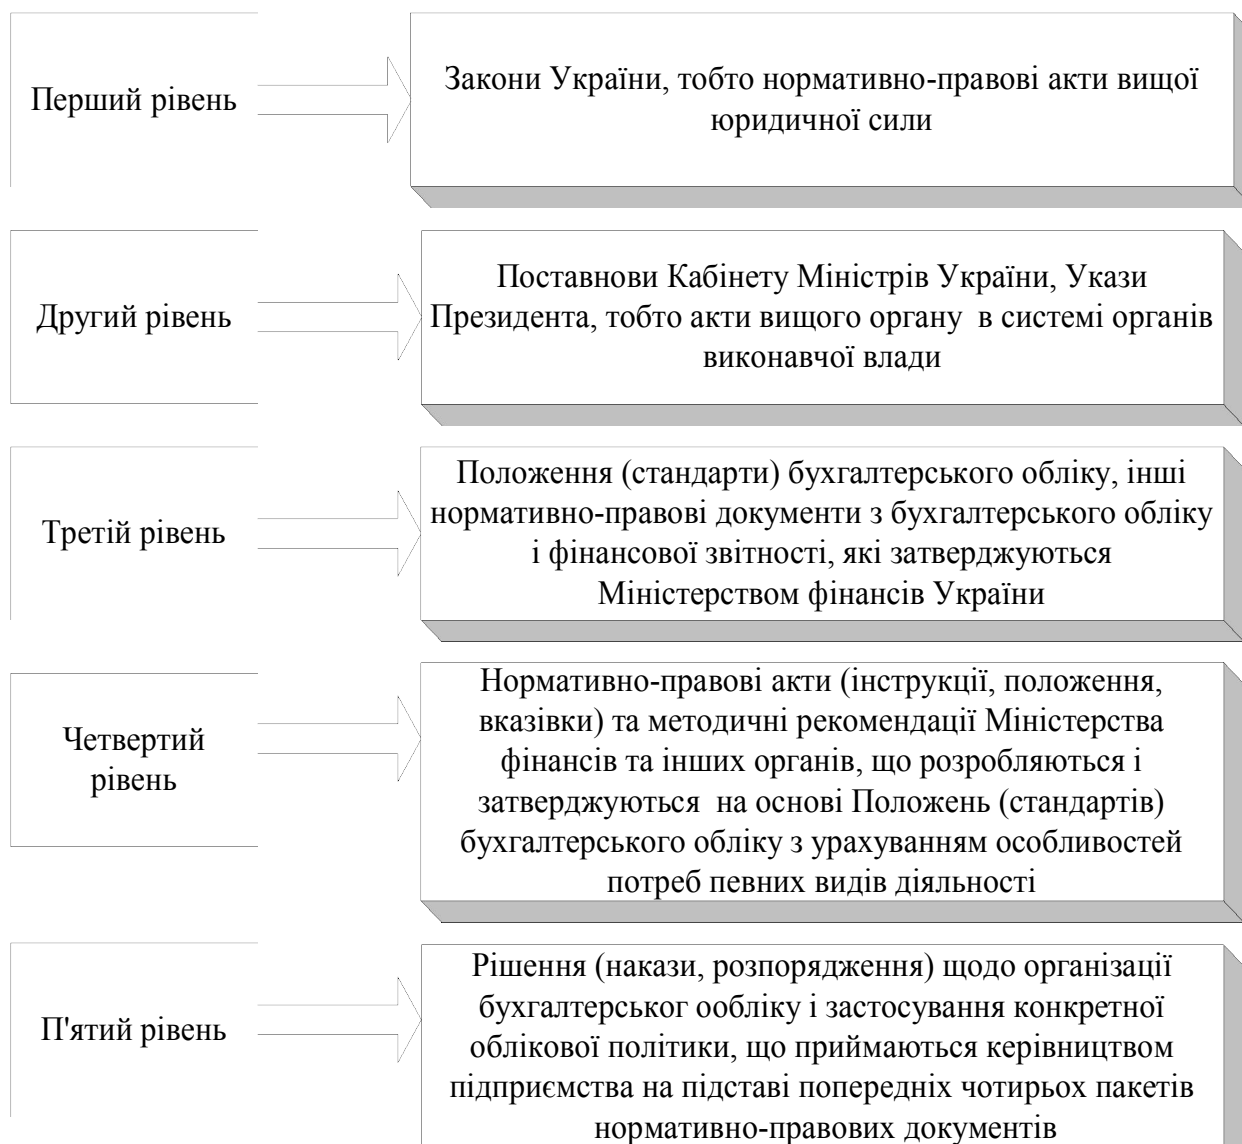 Перший рівень
Закони України, тобто нормативно-правові акти вищої
юридичної сили
Другий рівень
Поставнови Кабінету Міністрів України, Укази
Президента, тобто акти вищого органу в системі органів
виконавчої влади
Третій рівень
Положення (стандарти) бухгалтерського обліку, інші
нормативно-правові документи з бухгалтерського обліку
і фінансової звітності, які затверджуються
Міністерством фінансів України
Четвертий
рівень
Нормативно-правові акти (інструкції, положення,
вказівки) та методичні рекомендації Міністерства
фінансів та інших органів, що розробляються і
затверджуються на основі Положень (стандартів)
бухгалтерського обліку з урахуванням особливостей
потреб певних видів діяльності
П'ятий рівень
Рішення (накази, розпорядження) щодо організації
бухгалтерськог ообліку і застосування конкретної
облікової політики, що приймаються керівництвом
підприємства на підставі попередніх чотирьох пакетів
нормативно-правових документів